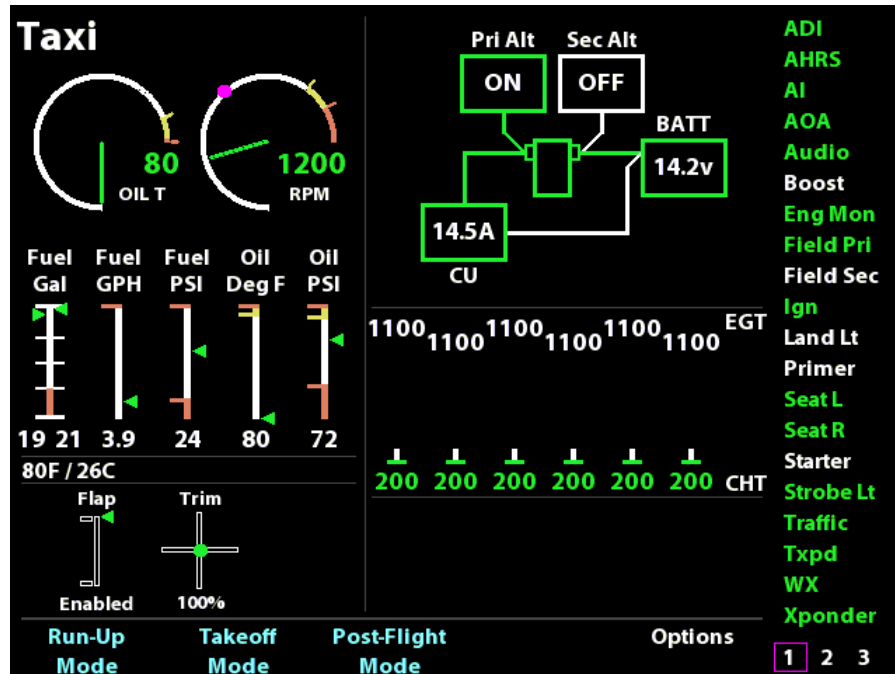 Taxi
80
OIL T
1200
RPM
Fuel Gal
Fuel GPH
Fuel PSI
Oil Deg F
Oil PSI
19 21
3.9
24
80
72
80F / 26C
Flap
Enabled
Trim
100%
Pri Alt
ON
Sec Alt
OFF
BATT
14.2v
14.5A
CU
1100 1100 1100 1100 1100 1100 EGT
200 200 200 200 200 200 CHT
ADI
AHRS
AI
AOA
Audio
Boost
Eng Mon
Field Pri
Field Sec
Ign
Land Lt
Primer
Seat L
Seat R
Starter
Strobe Lt
Traffic
Txpd
WX
Xponder
Run-Up
Mode
Takeoff
Mode
Post-Flight
Mode
Options
1 2 3